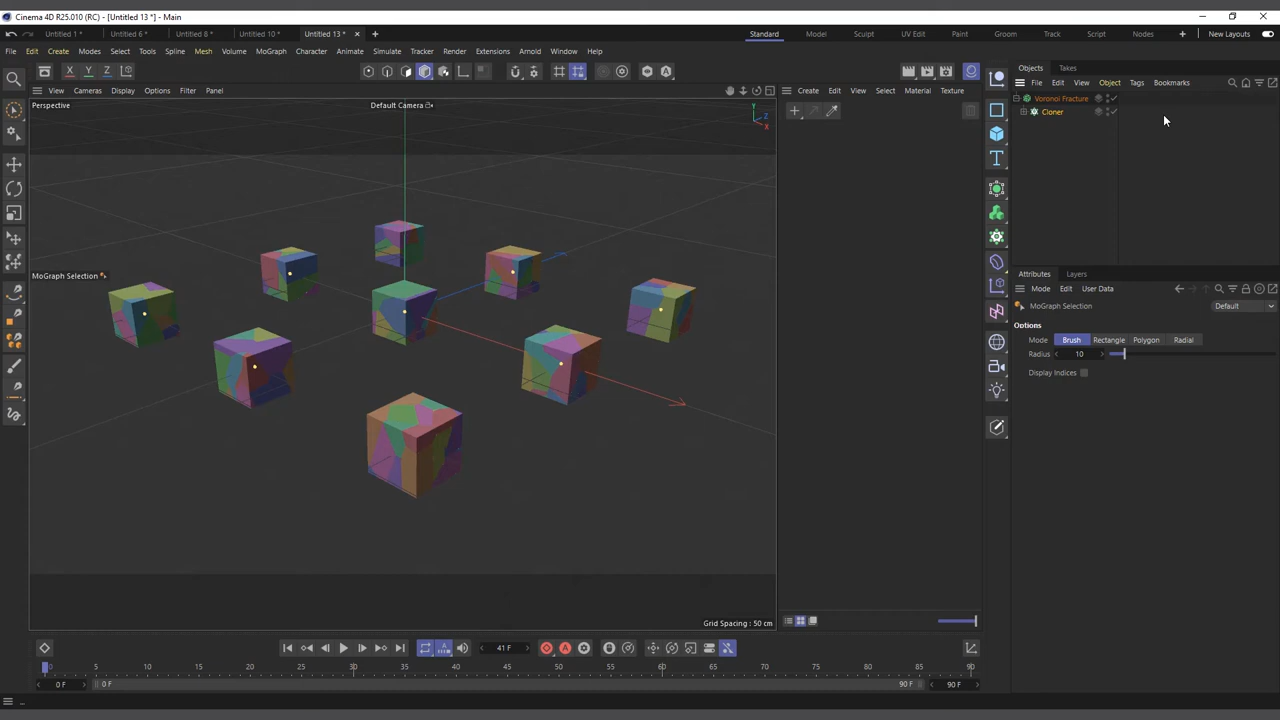 Cinema 4D R25.010 (RC) - [Untitled 13 *] - Main
Untitled 1 * Untitled 6 * Untitled 8 * Untitled 10 * Untitled 13 * Standard Model Sculpt UV Edit Paint Groom Track Script Nodes New Layouts
File Edit Create Modes Select Tools Spline Mesh Volume MoGraph Character Animate Simulate Tracker Render Extensions Arnold Window Help
X Y Z
Objects Takes
File Edit View Object Tags Bookmarks
View Cameras Display Options Filter Panel
Create Edit View Select Material Texture
Perspective
Default Camera
Y
Z
X
Voronoi Fracture
Cloner
MoGraph Selection
Attributes Layers
Mode Edit User Data
MoGraph Selection Default
Options
Mode Brush Rectangle Polygon Radial
Radius 10
Display Indices
Grid Spacing : 50 cm
41 F
0 5 10 15 20 25 30 35 40 45 50 55 60 65 70 75 80 85 90
0 F 0 F 90 F 90 F